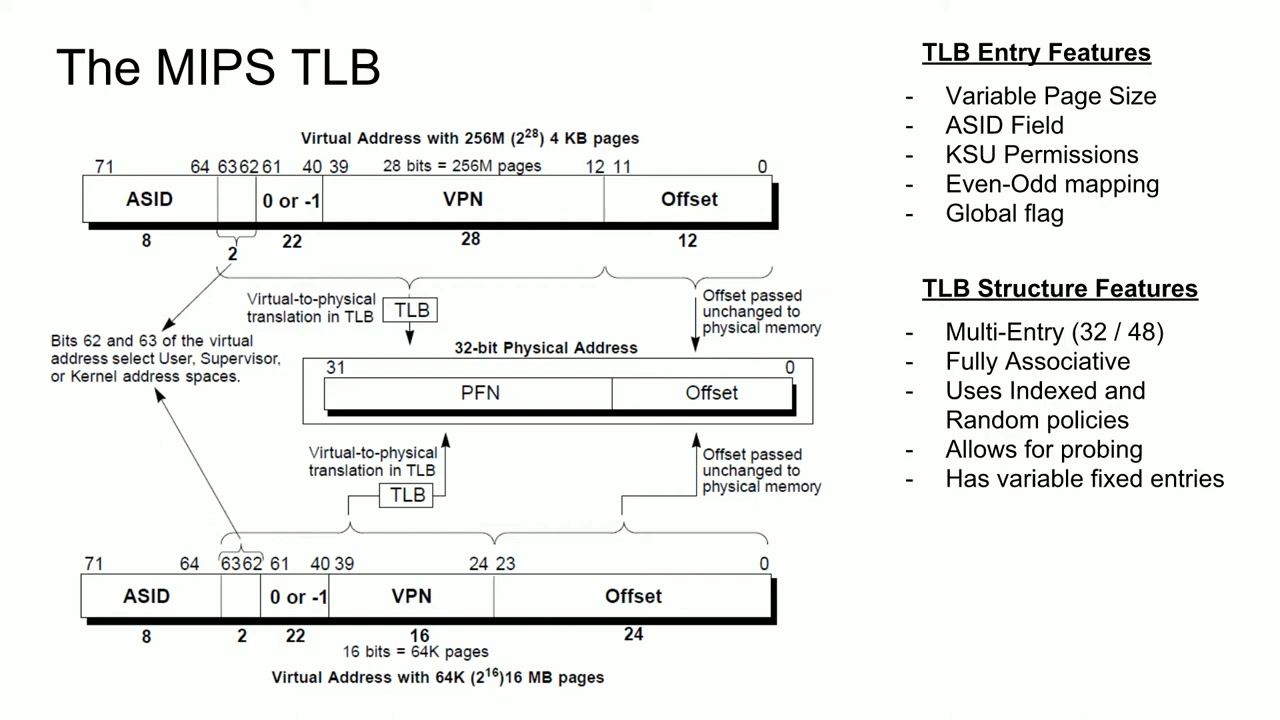 The MIPS TLB
Virtual Address with 256M (2²⁸) 4 KB pages
71 64 63 62 61 40 39 28 bits = 256M pages 12 11 0
ASID 0 or -1 VPN Offset
8 2 22 28 12
Virtual-to-physical
translation in TLB
TLB
Offset passed
unchanged to
physical memory
Bits 62 and 63 of the virtual
address select User, Supervisor,
or Kernel address spaces.
32-bit Physical Address
31 0
PFN Offset
Virtual-to-physical
translation in TLB
TLB
Offset passed
unchanged to
physical memory
71 64 63 62 61 40 39 24 23 0
ASID 0 or -1 VPN Offset
8 2 22 16 24
16 bits = 64K pages
Virtual Address with 64K (2¹⁶)16 MB pages
TLB Entry Features
- Variable Page Size
- ASID Field
- KSU Permissions
- Even-Odd mapping
- Global flag
TLB Structure Features
- Multi-Entry (32 / 48)
- Fully Associative
- Uses Indexed and
Random policies
- Allows for probing
- Has variable fixed entries